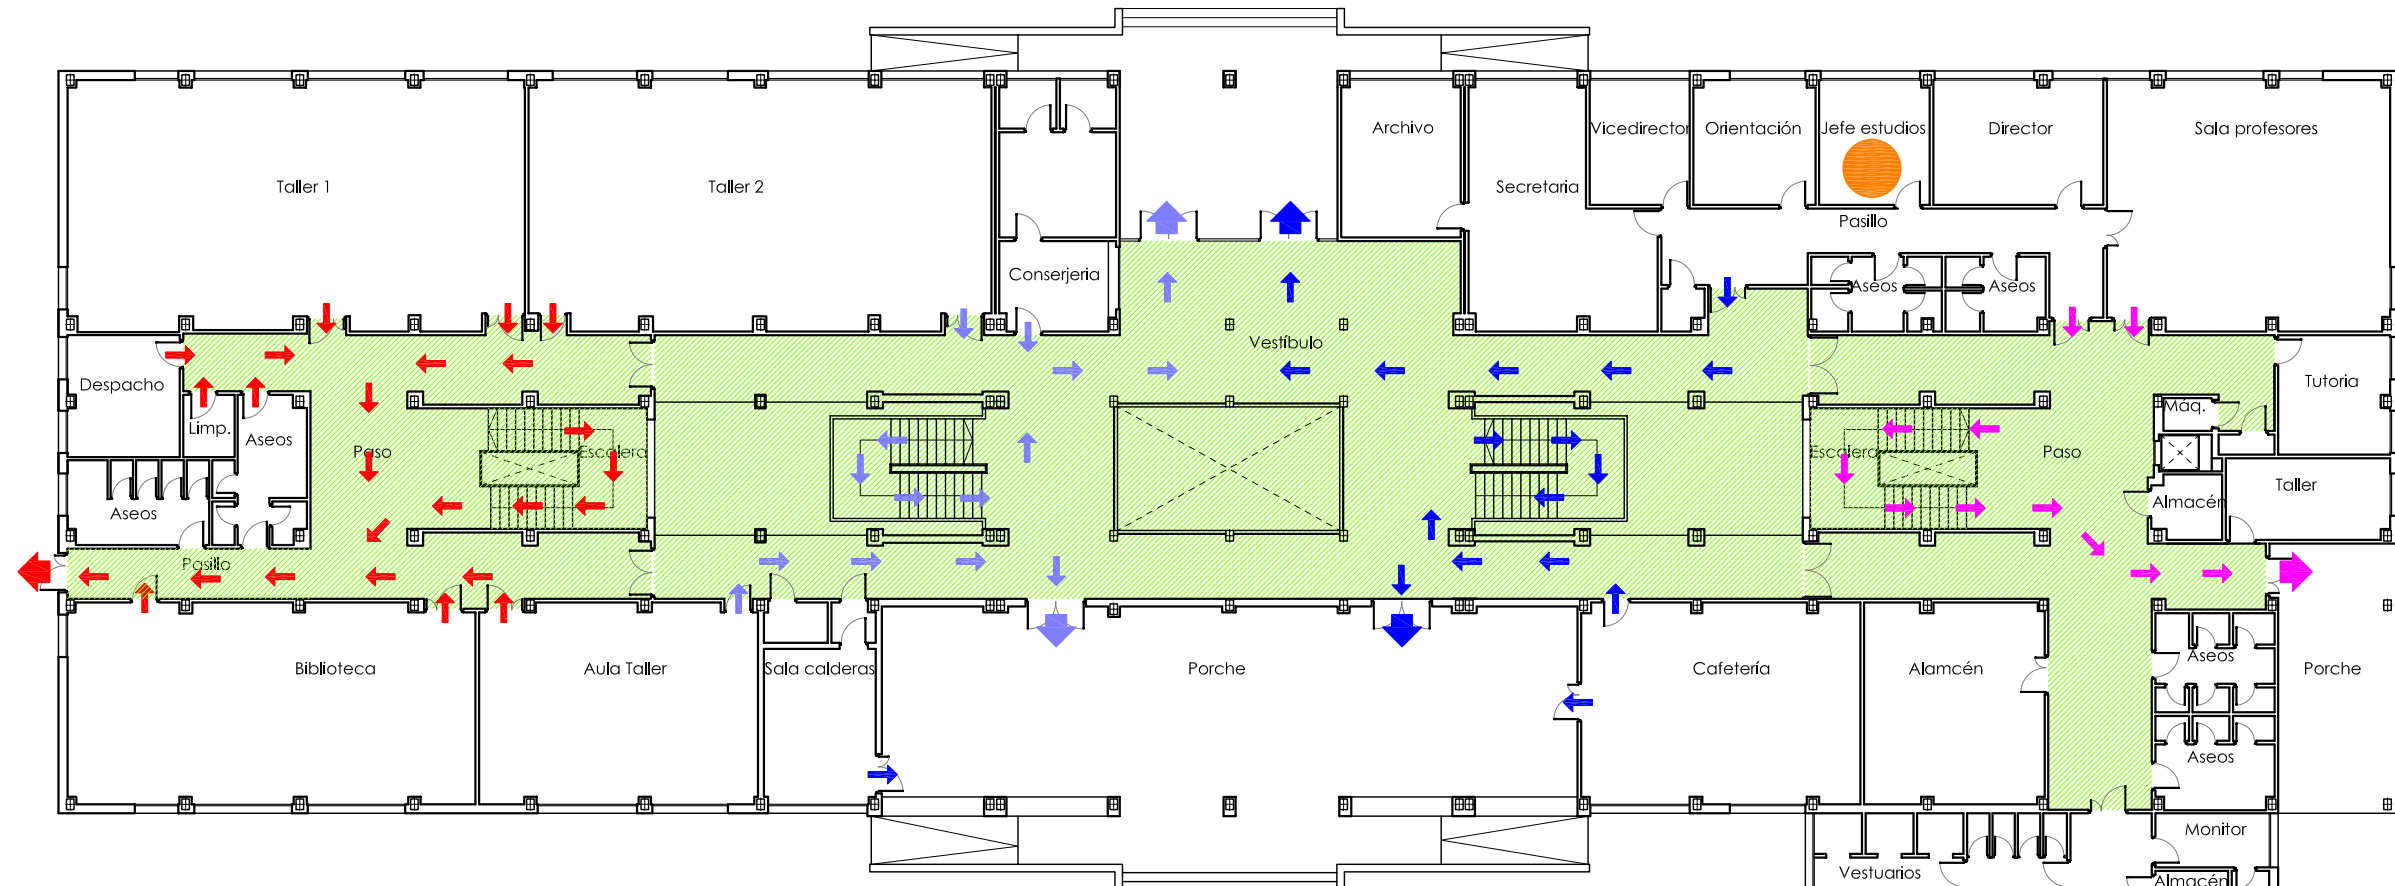 Archivo
Vicedirector
Orientación
Jefe estudios
Director
Sala profesores
Taller 1
Taller 2
Secretaria
Pasillo
Conserjeria
Aseos
Aseos
Vestíbulo
Despacho
Tutoria
Máq.
Limp.
Aseos
Paso
Escalera
Escalera
Paso
Taller
Almacén
Aseos
Pasillo
Biblioteca
Aula Taller
Sala calderas
Porche
Cafetería
Alamcén
Aseos
Porche
Aseos
Monitor
Vestuarios
Almacén